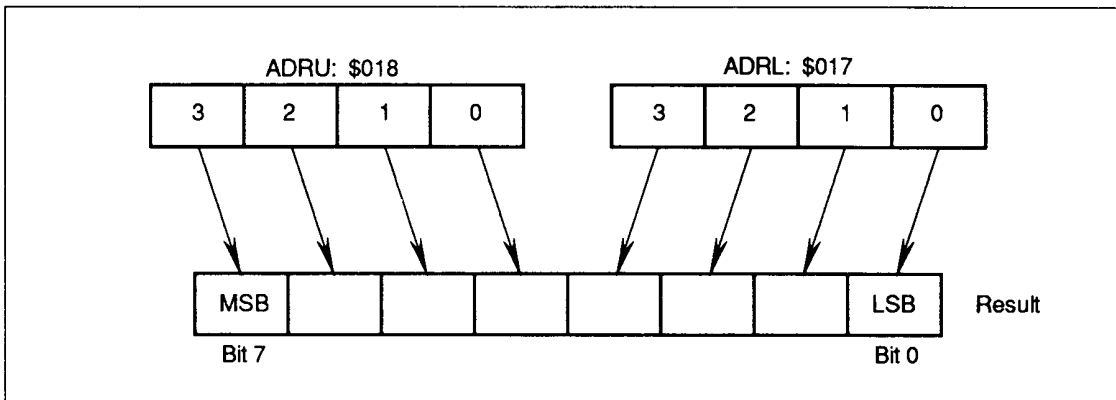 ADRU: $018
ADRL: $017
3 2 1 0
3 2 1 0
MSB
LSB
Result
Bit 7
Bit 0